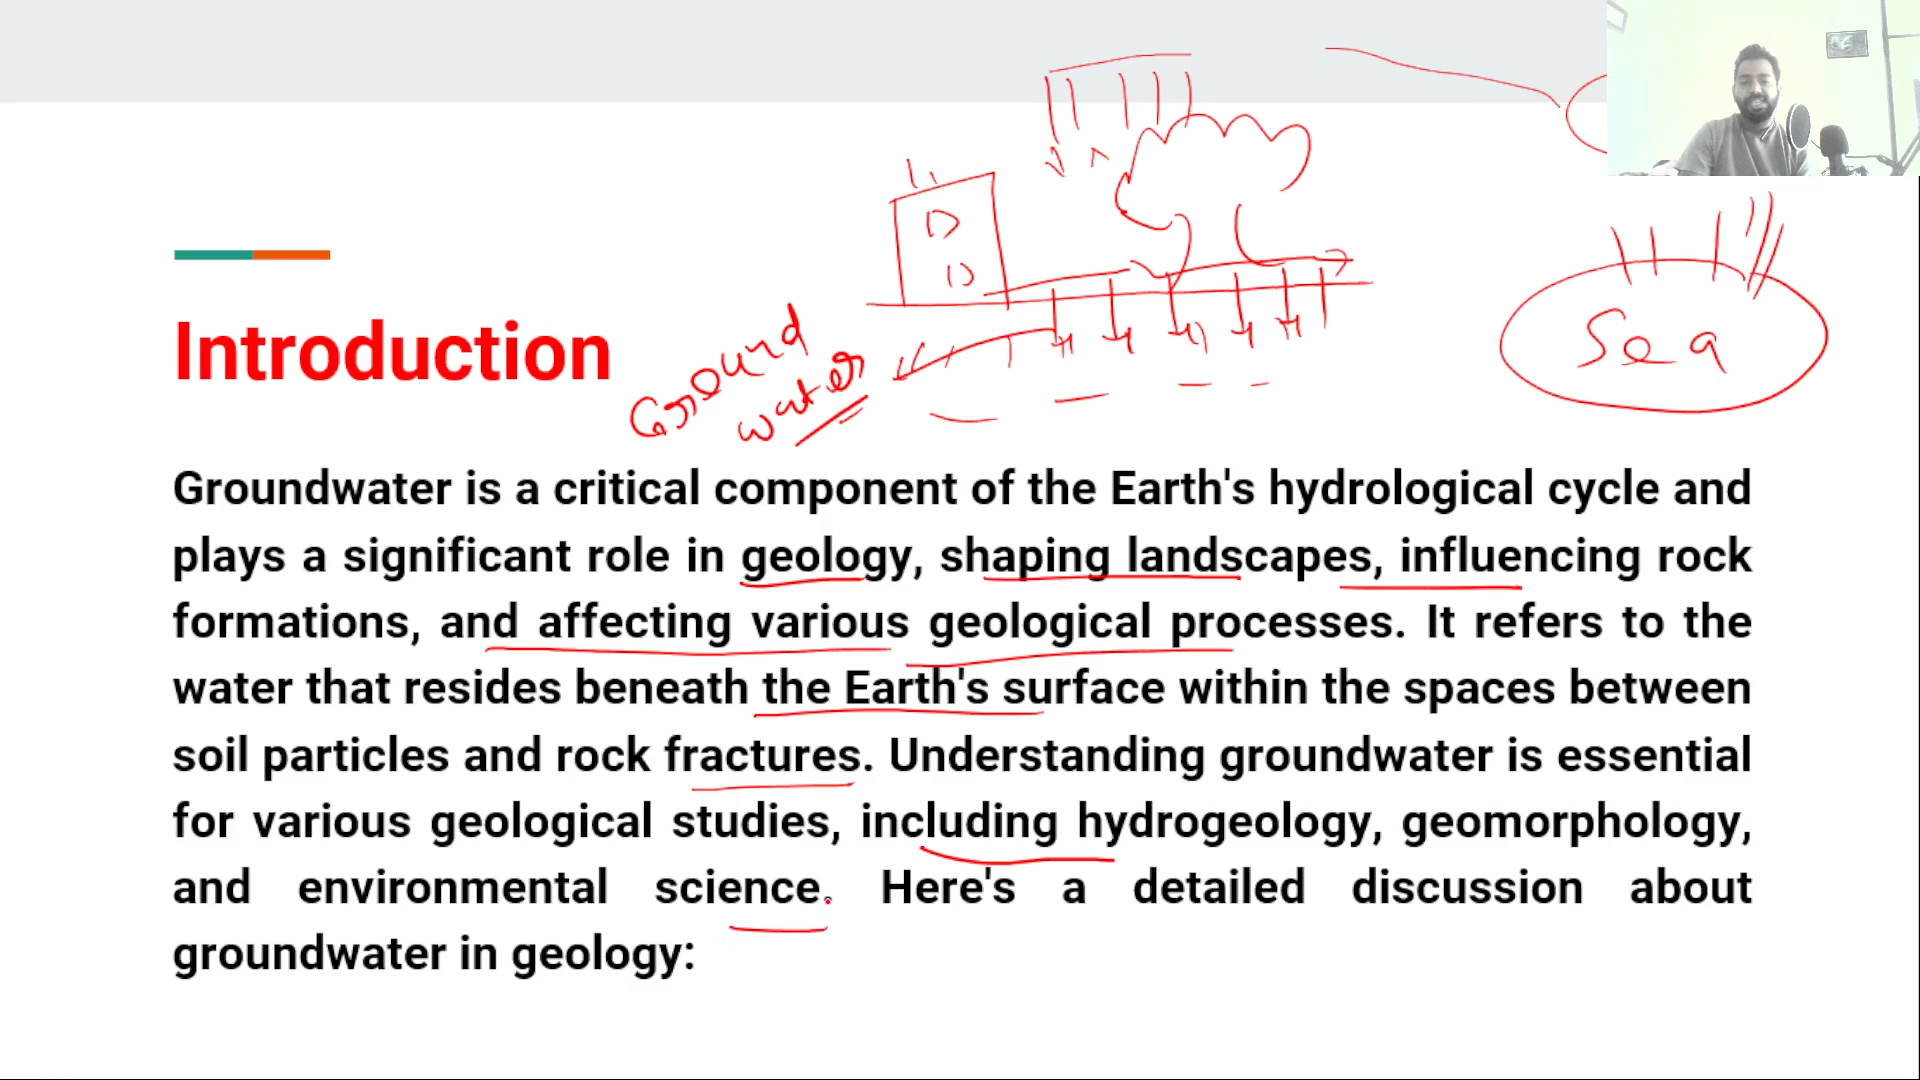 Sea
Introduction
Ground
water
Groundwater is a critical component of the Earth's hydrological cycle and
plays a significant role in geology, shaping landscapes, influencing rock
formations, and affecting various geological processes. It refers to the
water that resides beneath the Earth's surface within the spaces between
soil particles and rock fractures. Understanding groundwater is essential
for various geological studies, including hydrogeology, geomorphology,
and environmental science. Here's a detailed discussion about
groundwater in geology: